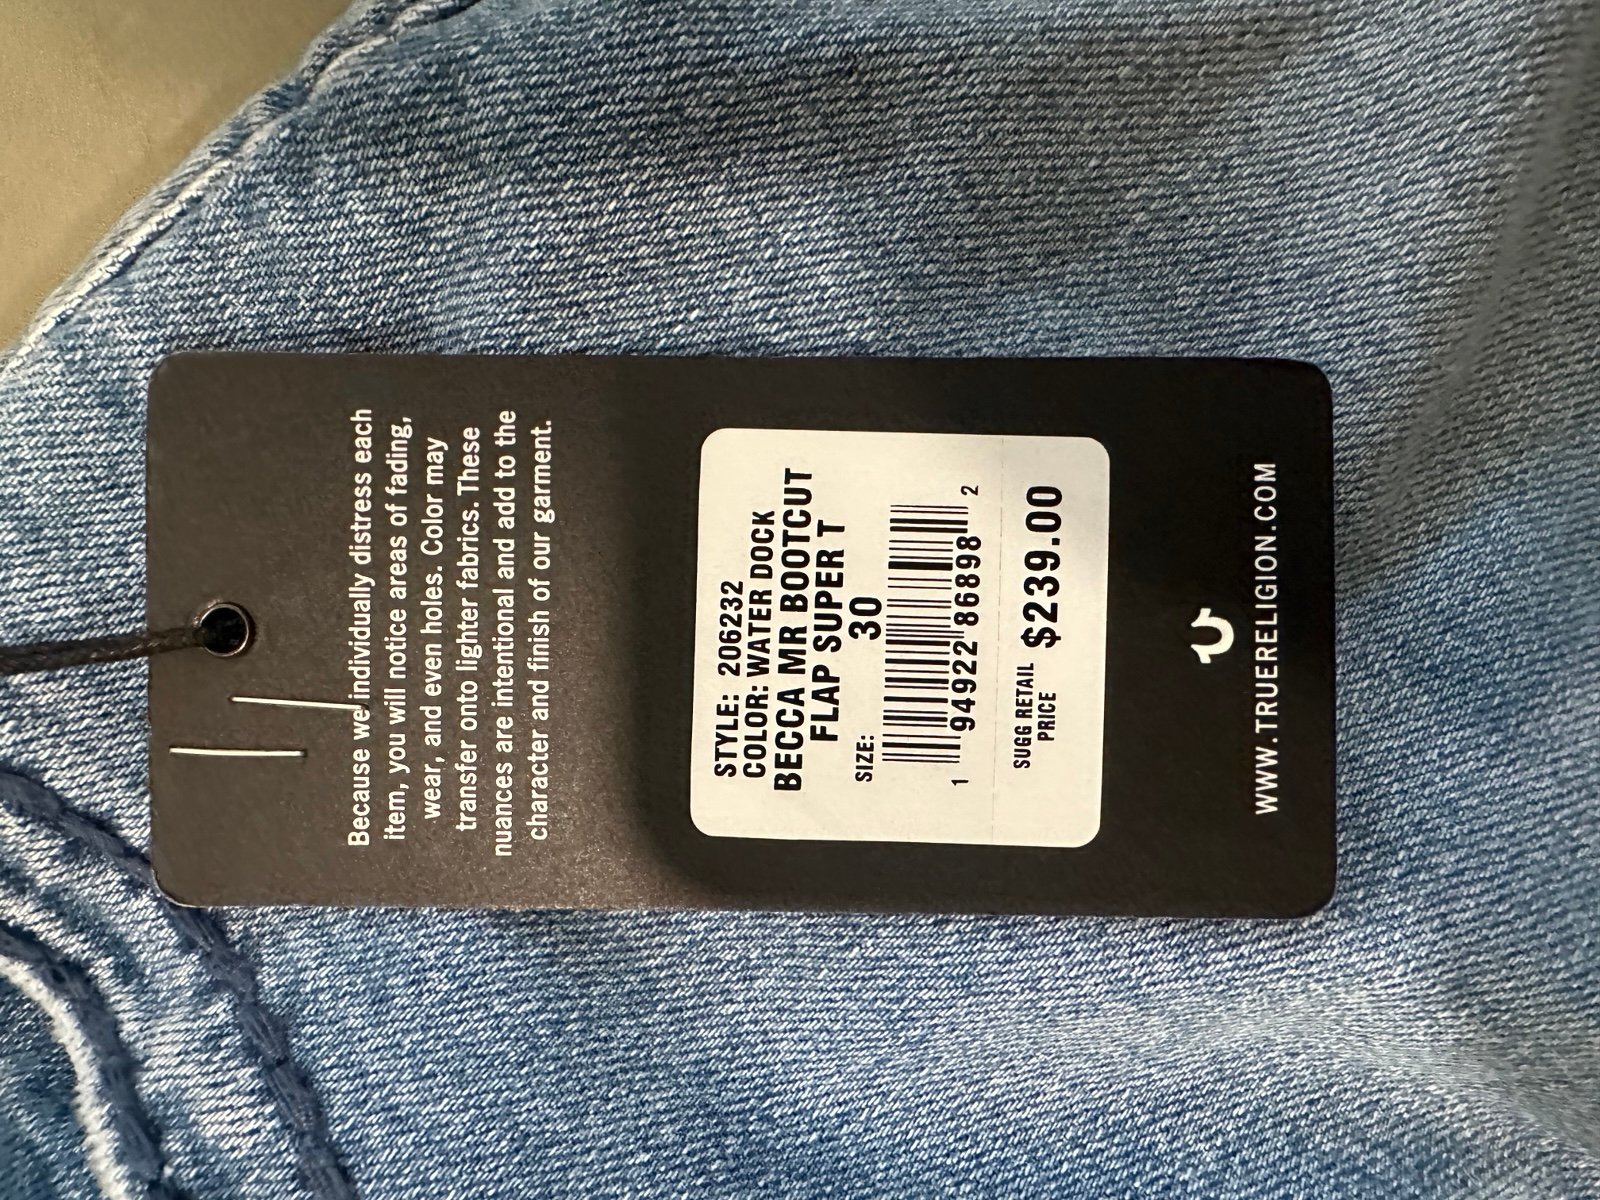 Because we individually distress each
item, you will notice areas of fading,
wear, and even holes. Color may
transfer onto lighter fabrics. These
nuances are intentional and add to the
character and finish of our garment.
STYLE: 206232
COLOR: WATER DOCK
BECCA MR BOOTCUT
FLAP SUPER T
SIZE: 30
1 94922 86898 2
SUGG RETAIL
PRICE $239.00
WWW.TRUERELIGION.COM